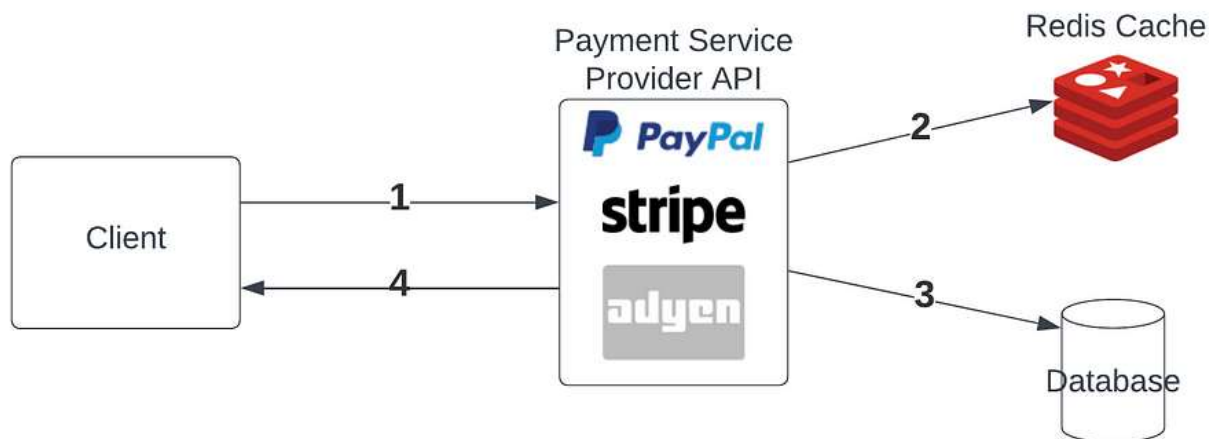 Payment Service
Provider API
Redis Cache
PayPal
2
Client
1
stripe
4
adyen
3
Database